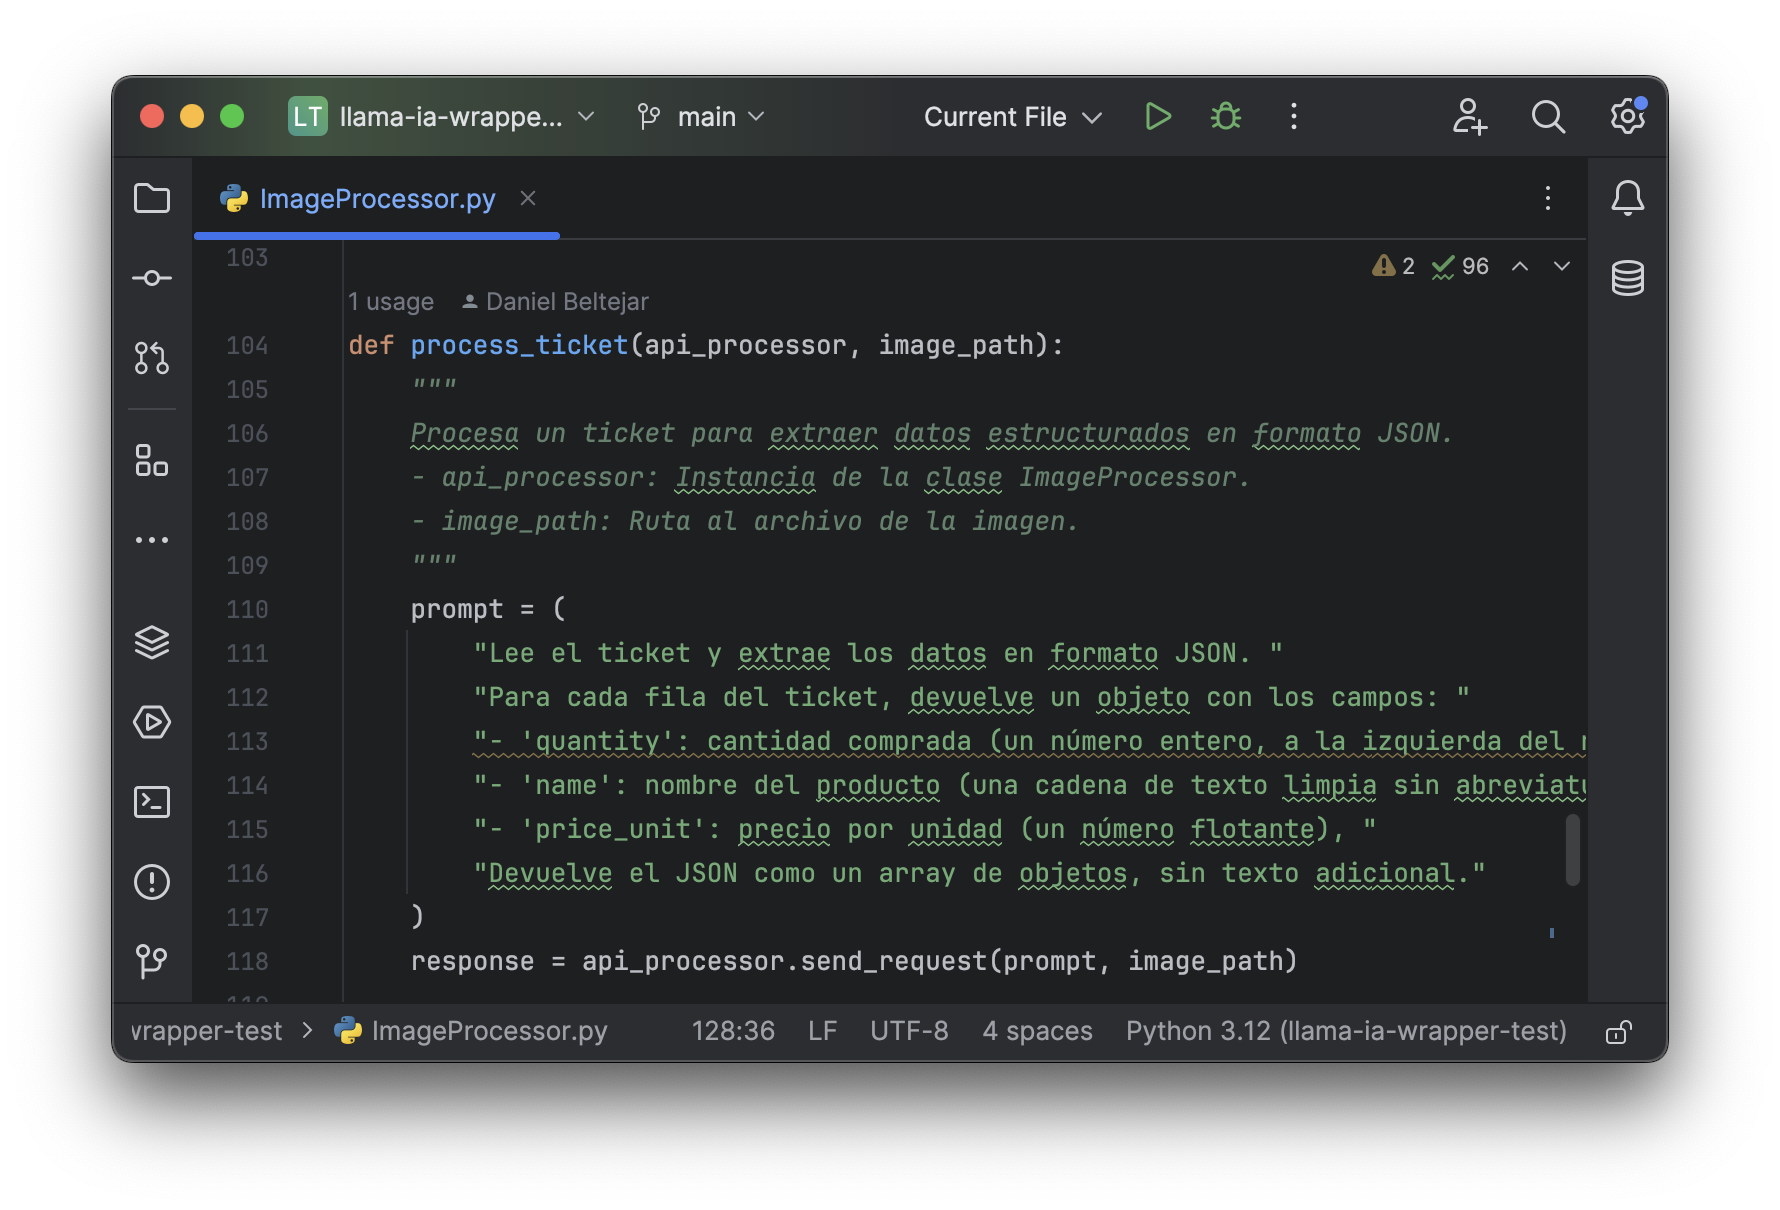 LT llama-ia-wrappe... main Current File
ImageProcessor.py
2 96
103
1 usage Daniel Beltejar
104 def process_ticket(api_processor, image_path):
105 """
106 Procesa un ticket para extraer datos estructurados en formato JSON.
107 - api_processor: Instancia de la clase ImageProcessor.
108 - image_path: Ruta al archivo de la imagen.
109 """
110 prompt = (
111 "Lee el ticket y extrae los datos en formato JSON. "
112 "Para cada fila del ticket, devuelve un objeto con los campos: "
113 "- 'quantity': cantidad comprada (un número entero, a la izquierda del
114 "- 'name': nombre del producto (una cadena de texto limpia sin abreviatu
115 "- 'price_unit': precio por unidad (un número flotante), "
116 "Devuelve el JSON como un array de objetos, sin texto adicional."
117 )
118 response = api_processor.send_request(prompt, image_path)
wrapper-test > ImageProcessor.py 128:36 LF UTF-8 4 spaces Python 3.12 (llama-ia-wrapper-test)